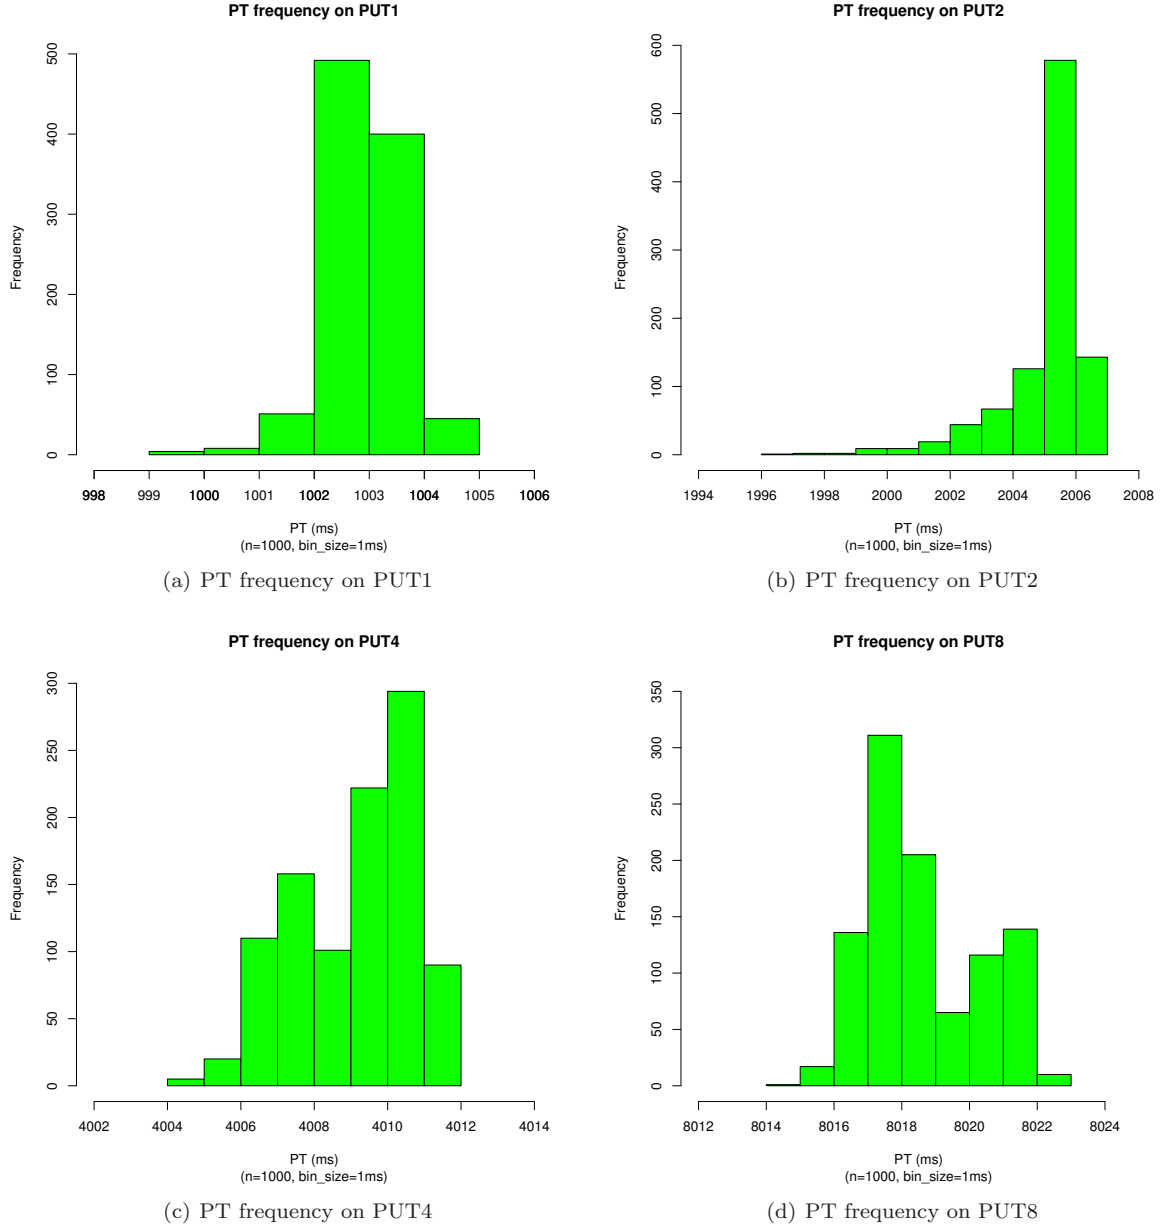 PT frequency on PUT1
Frequency
0 100 200 300 400 500
998 999 1000 1001 1002 1003 1004 1005 1006
PT (ms)
(n=1000, bin_size=1ms)
(a) PT frequency on PUT1
PT frequency on PUT2
Frequency
0 100 200 300 400 500 600
1994 1996 1998 2000 2002 2004 2006 2008
PT (ms)
(n=1000, bin_size=1ms)
(b) PT frequency on PUT2
PT frequency on PUT4
Frequency
0 50 100 150 200 250 300
4002 4004 4006 4008 4010 4012 4014
PT (ms)
(n=1000, bin_size=1ms)
(c) PT frequency on PUT4
PT frequency on PUT8
Frequency
0 50 100 150 200 250 300 350
8012 8014 8016 8018 8020 8022 8024
PT (ms)
(n=1000, bin_size=1ms)
(d) PT frequency on PUT8